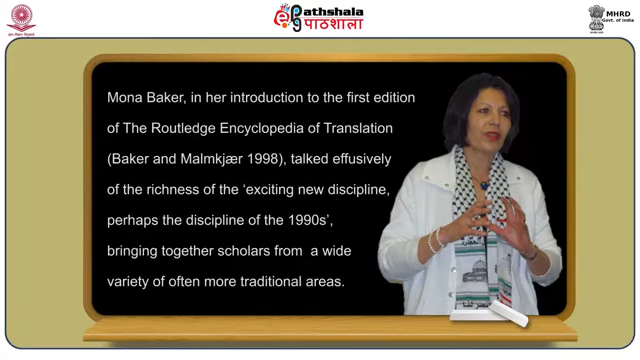 Pathshala
पाठशाला
MHRD
Govt. of India
Mona Baker, in her introduction to the first edition
of The Routledge Encyclopedia of Translation
(Baker and Malmkjær 1998), talked effusively
of the richness of the ‘exciting new discipline,
perhaps the discipline of the 1990s’,
bringing together scholars from a wide
variety of often more traditional areas.